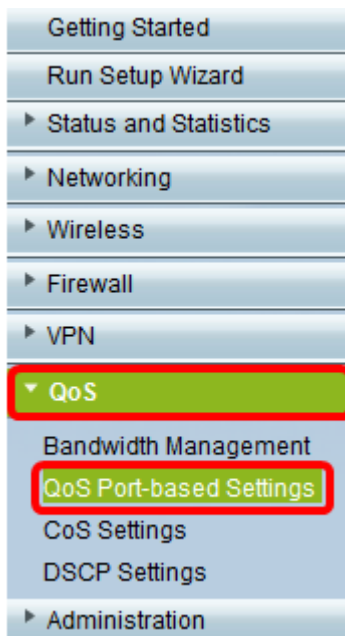 Getting Started
Run Setup Wizard
Status and Statistics
Networking
Wireless
Firewall
VPN
QoS
Bandwidth Management
QoS Port-based Settings
CoS Settings
DSCP Settings
Administration